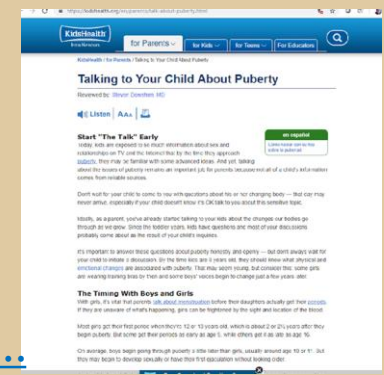 https://kidshealth.org/en/parents/talk-about-puberty.html
KidsHealth
for Parents
for Kids
for Teens
For Educators
KidsHealth / for Parents / Talking to Your Child About Puberty
Talking to Your Child About Puberty
Reviewed by: Steven Dowshen, MD
Listen
en español
Start "The Talk" Early
Today, kids are exposed to so much information about sex and
relationships on TV and the Internet that by the time they approach
puberty, they may be familiar with some advanced ideas. And yet, talking
about the issues of puberty remains an important job for parents because not all of a child's information
comes from reliable sources.
Don't wait for your child to come to you with questions about his or her changing body — that day may
never arrive, especially if your child doesn't know it's OK talk to you about this sensitive topic.
Ideally, as a parent, you've already started talking to your kids about the changes our bodies go
through as we grow. Since the toddler years, kids have questions and most of your discussions
probably come about as the result of your child's inquiries.
It's important to answer these questions about puberty honestly and openly — but don't always wait for
your child to initiate a discussion. By the time kids are 8 years old, they should know what physical and
emotional changes are associated with puberty. That may seem young, but consider this: some girls
are wearing training bras by then and some boys' voices begin to change just a few years later.
The Timing With Boys and Girls
With girls, it's vital that parents talk about menstruation before their daughters actually get their periods.
If they are unaware of what's happening, girls can be frightened by the sight and location of the blood.
Most girls get their first period when they're 12 or 13 years old, which is about 2 or 2½ years after they
begin puberty. But some get their periods as early as age 9, while others get it as late as age 16.
On average, boys begin going through puberty a little later than girls, usually around age 10 or 11. But
they may begin to develop sexually or have their first ejaculation without looking older